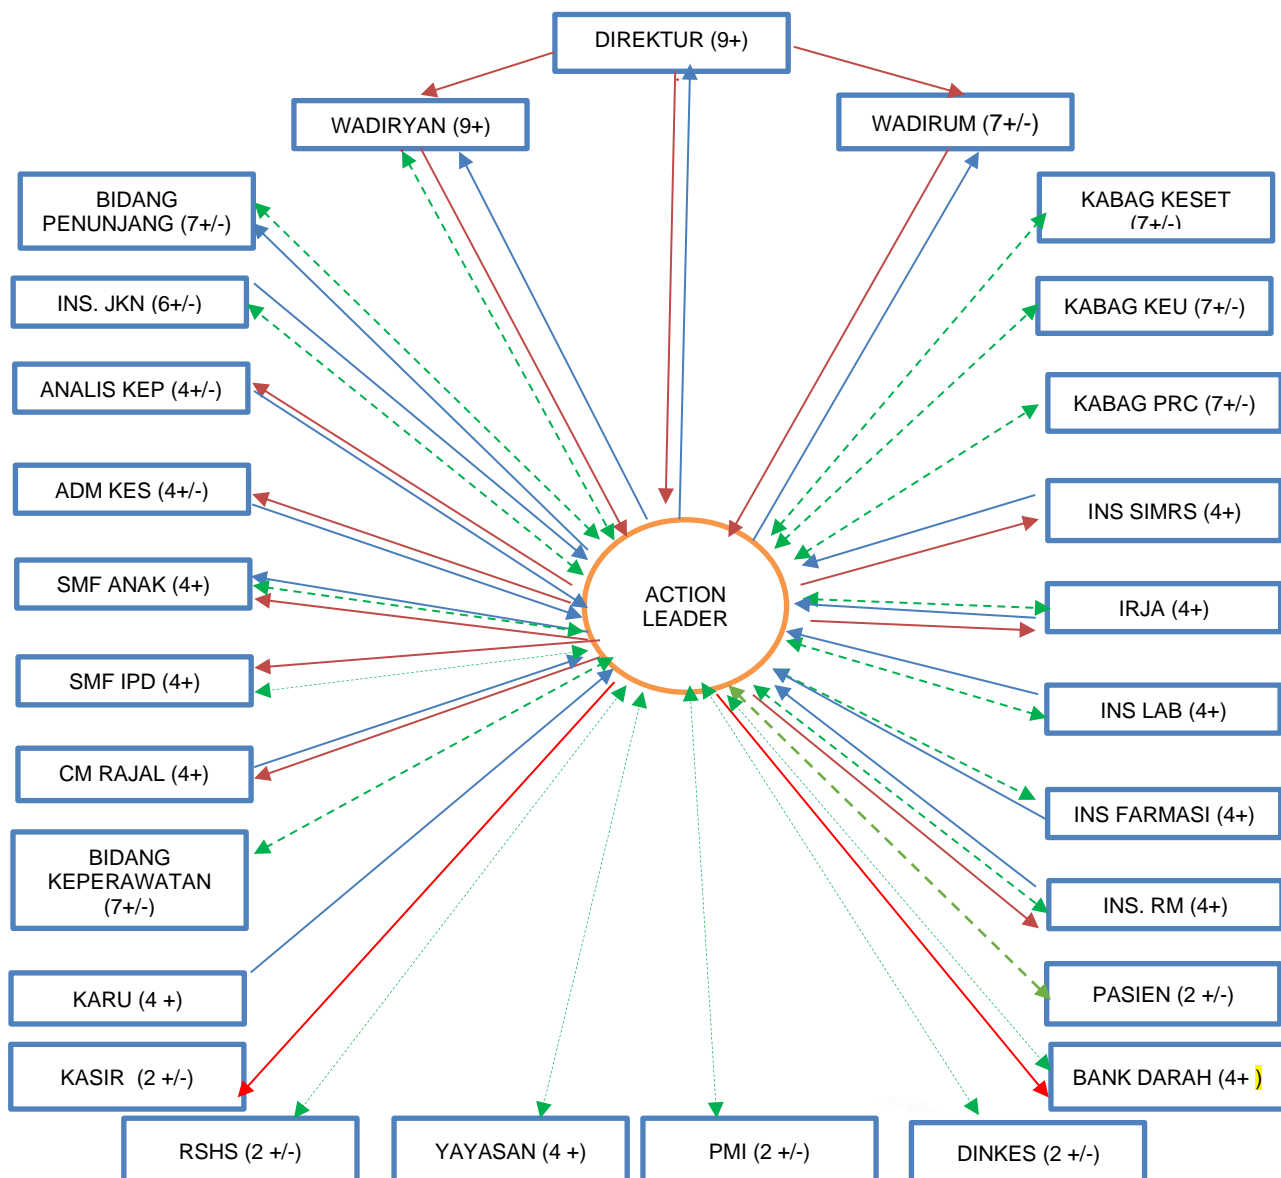 DIREKTUR (9+)
WADIRYAN (9+)
WADIRUM (7+/-)
BIDANG
PENUNJANG (7+/-)
KABAG KESET
(7+/-)
INS. JKN (6+/-)
KABAG KEU (7+/-)
ANALIS KEP (4+/-)
KABAG PRC (7+/-)
ADM KES (4+/-)
INS SIMRS (4+)
SMF ANAK (4+)
ACTION
LEADER
IRJA (4+)
SMF IPD (4+)
INS LAB (4+)
CM RAJAL (4+)
INS FARMASI (4+)
BIDANG
KEPERAWATAN
(7+/-)
INS. RM (4+)
KARU (4 +)
PASIEN (2 +/-)
KASIR (2 +/-)
BANK DARAH (4+ )
RSHS (2 +/-)
YAYASAN (4 +)
PMI (2 +/-)
DINKES (2 +/-)